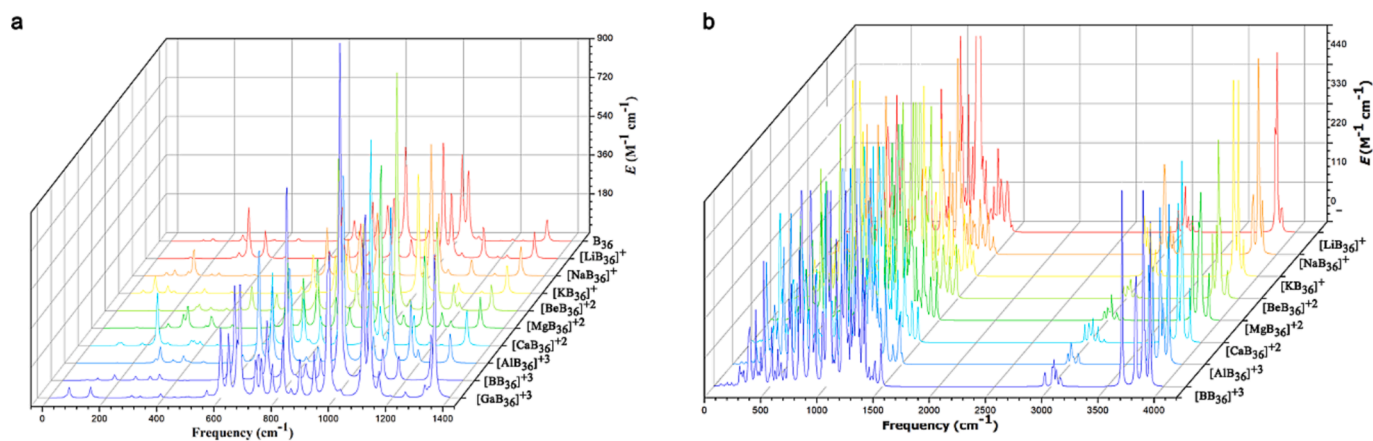 a
900
720
540
360
180
E (M⁻¹ cm⁻¹)
B₃₆
[LiB₃₆]⁺
[NaB₃₆]⁺
[KB₃₆]⁺
[BeB₃₆]⁺²
[MgB₃₆]⁺²
[CaB₃₆]⁺²
[AlB₃₆]⁺³
[BB₃₆]⁺³
[GaB₃₆]⁺³
0 200 400 600 800 1000 1200 1400
Frequency (cm⁻¹)
b
440
330
220
110
0
E (M⁻¹ cm⁻¹)
[LiB₃₆]⁺
[NaB₃₆]⁺
[KB₃₆]⁺
[BeB₃₆]⁺²
[MgB₃₆]⁺²
[CaB₃₆]⁺²
[AlB₃₆]⁺³
[BB₃₆]⁺³
0 500 1000 1500 2000 2500 3000 3500 4000
Frequency (cm⁻¹)